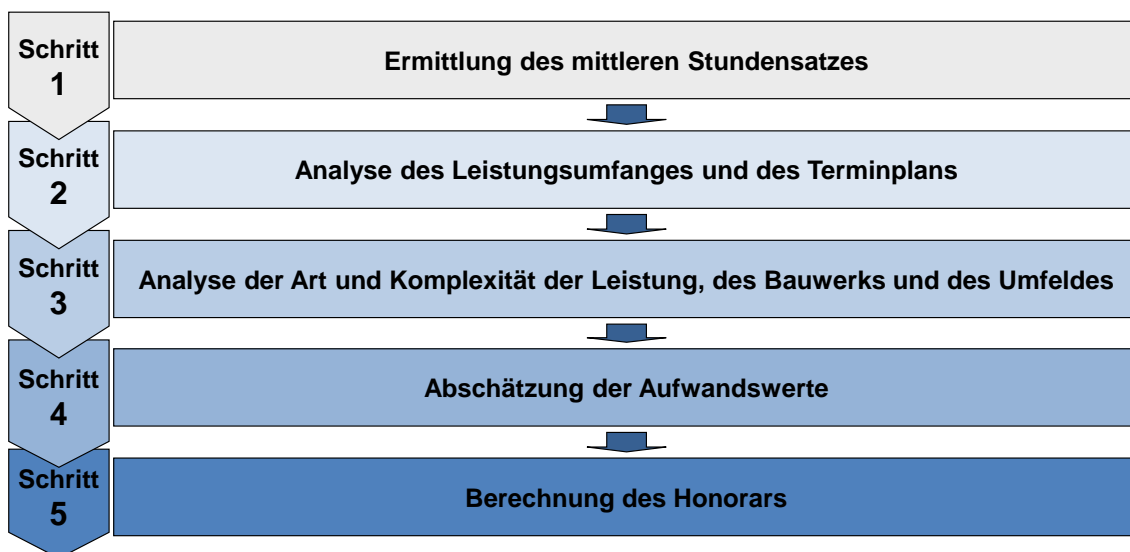 Schritt
1
Ermittlung des mittleren Stundensatzes
Schritt
2
Analyse des Leistungsumfanges und des Terminplans
Schritt
3
Analyse der Art und Komplexität der Leistung, des Bauwerks und des Umfeldes
Schritt
4
Abschätzung der Aufwandswerte
Schritt
5
Berechnung des Honorars